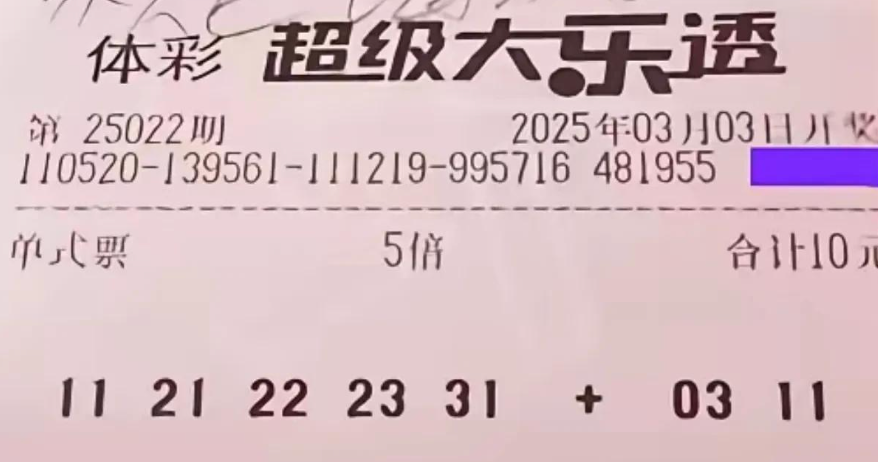 体彩 超级大乐透
第 25022期 2025年03月03日开奖
110520-139561-111219-995716 481955
单式票 5倍 合计10元
11 21 22 23 31 + 03 11